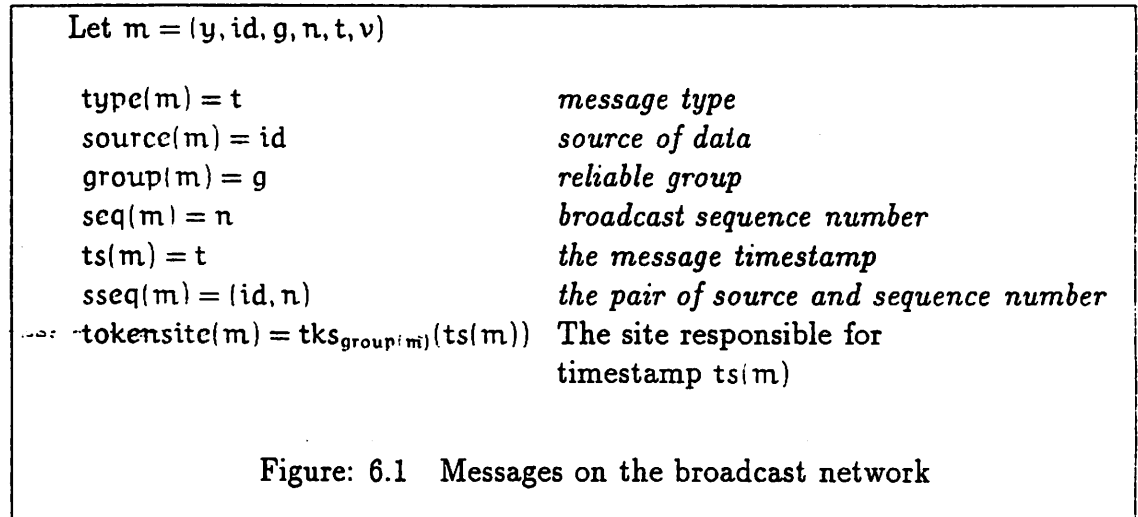 Let m = (y, id, g, n, t, v)
type(m) = t message type
source(m) = id source of data
group(m) = g reliable group
seq(m) = n broadcast sequence number
ts(m) = t the message timestamp
sseq(m) = (id, n) the pair of source and sequence number
tokensite(m) = tks_group(m)(ts(m)) The site responsible for
timestamp ts(m)
Figure: 6.1 Messages on the broadcast network